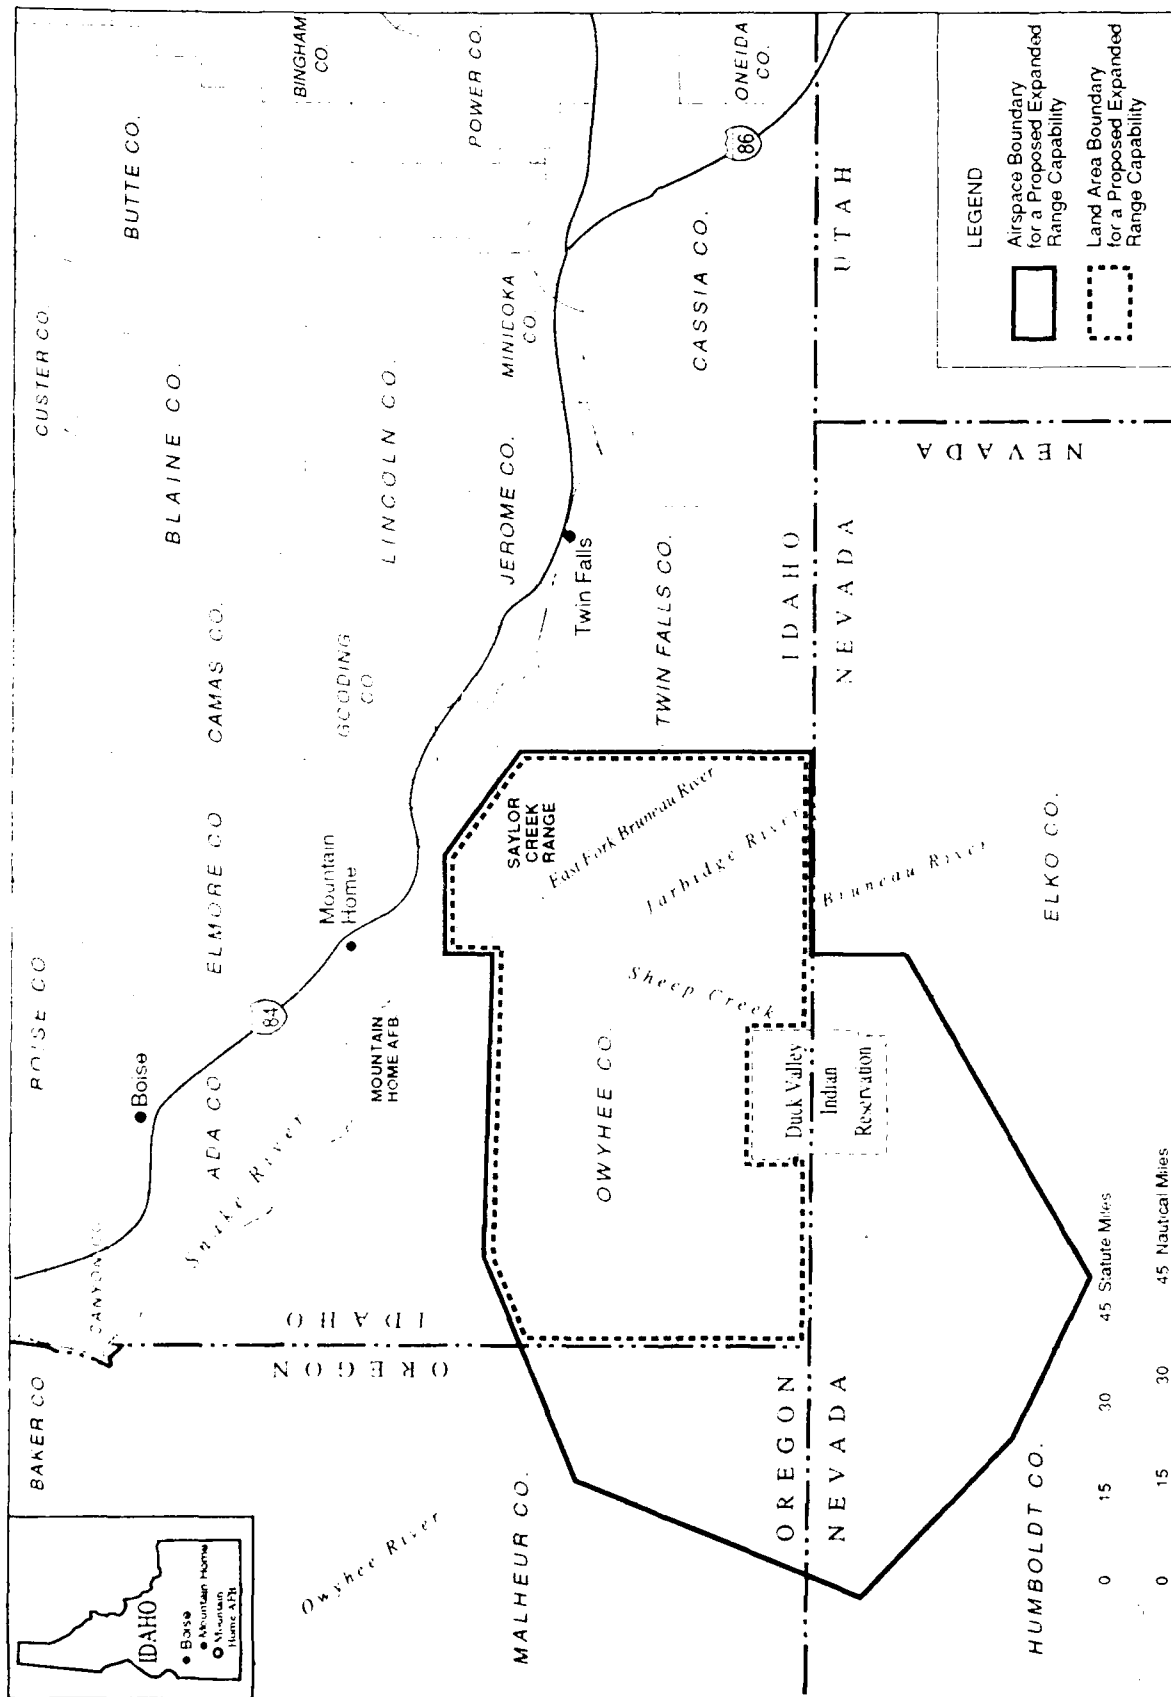 BAKER CO
CANYON CO.
BOISE CO
CUSTER CO.
Boise
ADA CO
ELMORE CO
CAMAS CO.
BLAINE CO.
BUTTE CO.
BINGHAM
CO.
IDAHO
Boise
Mountain Home
Mountain
Home AFB
Owyhee River
Snake River
84
IDAHO
OREGON
MOUNTAIN
HOME AFB
Mountain
Home
GOODING
CO
LINCOLN CO.
MINIDOKA
CO
POWER CO.
JEROME CO.
Twin Falls
SAYLOR
CREEK
RANGE
MALHEUR CO.
OWYHEE CO.
East Fork Bruneau River
Jarbidge River
Sheep Creek
Bruneau River
TWIN FALLS CO.
CASSIA CO.
86
ONEIDA
CO.
OREGON
NEVADA
Duck Valley
Indian
Reservation
IDAHO
NEVADA
UTAH
NEVADA
HUMBOLDT CO.
ELKO CO.
LEGEND
Airspace Boundary
for a Proposed Expanded
Range Capability
Land Area Boundary
for a Proposed Expanded
Range Capability
0 15 30 45 Statute Miles
0 15 30 45 Nautical Miles